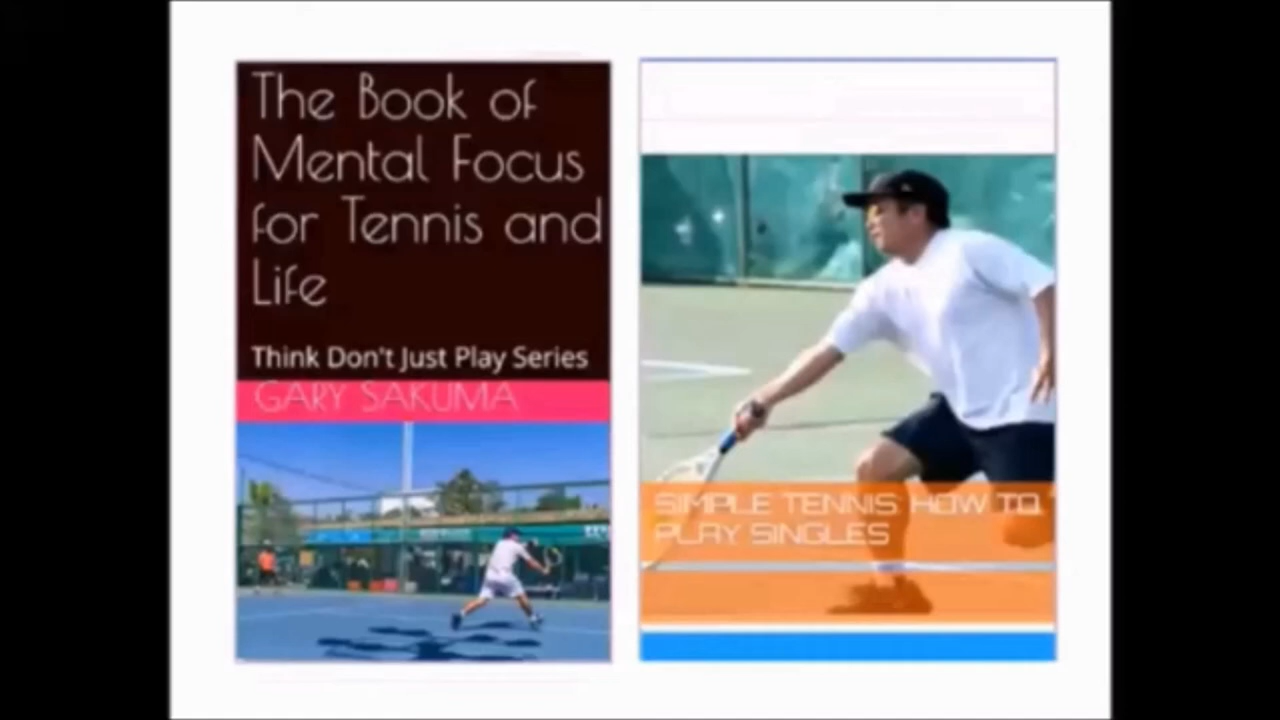 The Book of
Mental Focus
for Tennis and
Life
Think Don't Just Play Series
GARY SAKUMA
SIMPLE TENNIS: HOW TO
PLAY SINGLES